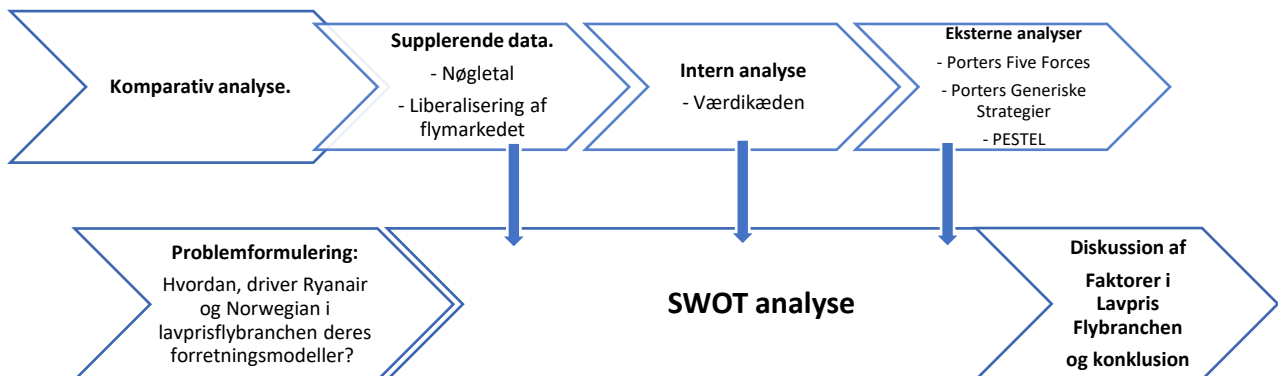 Komparativ analyse.
Supplerende data.
- Nøgletal
- Liberalisering af
flymarkedet
Intern analyse
- Værdikæden
Eksterne analyser
- Porters Five Forces
- Porters Generiske
Strategier
- PESTEL
Problemformulering:
Hvordan, driver Ryanair
og Norwegian i
lavprisflybranchen deres
forretningsmodeller?
SWOT analyse
Diskussion af
Faktorer i
Lavpris
Flybranchen
og konklusion